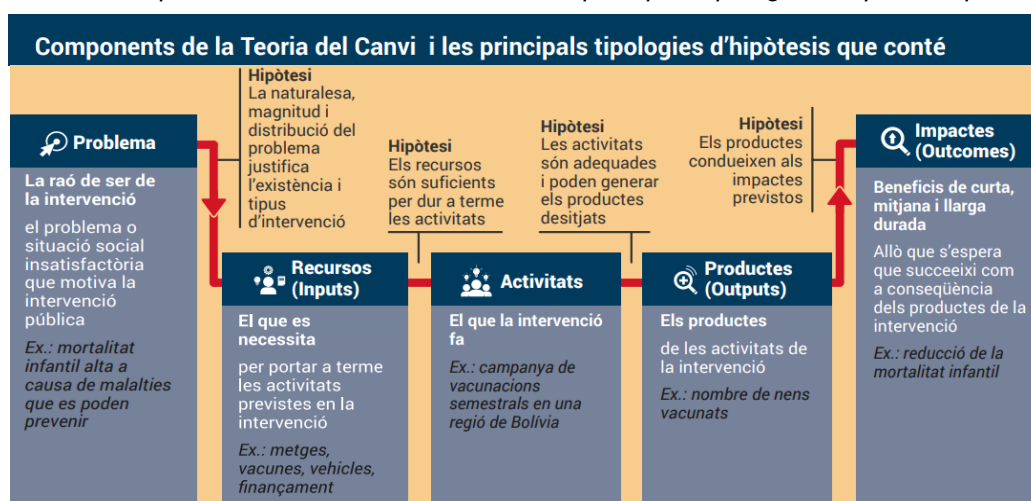 Components de la Teoria del Canvi i les principals tipologies d'hipòtesis que conté
Problema
La raó de ser de
la intervenció
el problema o
situació social
insatisfactòria
que motiva la
intervenció
pública
Ex.: mortalitat
infantil alta a
causa de malalties
que es poden
prevenir
Hipòtesi
La naturalesa,
magnitud i
distribució del
problema
justifica
l'existència i
tipus
d'intervenció
Recursos
(Inputs)
El que es
necessita
per portar a terme
les activitats
previstes en la
intervenció
Ex.: metges,
vacunes, vehicles,
finançament
Hipòtesi
Els recursos
són suficients
per dur a terme
les activitats
Activitats
El que la intervenció
fa
Ex.: campanya de
vacunacions
semestrals en una
regió de Bolívia
Hipòtesi
Les activitats
són adequades
i poden generar
els productes
desitjats
Productes
(Outputs)
Els productes
de les activitats de
la intervenció
Ex.: nombre de nens
vacunats
Hipòtesi
Els productes
condueixen als
impactes
previstos
Impactes
(Outcomes)
Beneficis de curta,
mitjana i llarga
durada
Allò que s'espera
que succeeixi com
a conseqüència
dels productes de la
intervenció
Ex.: reducció de la
mortalitat infantil